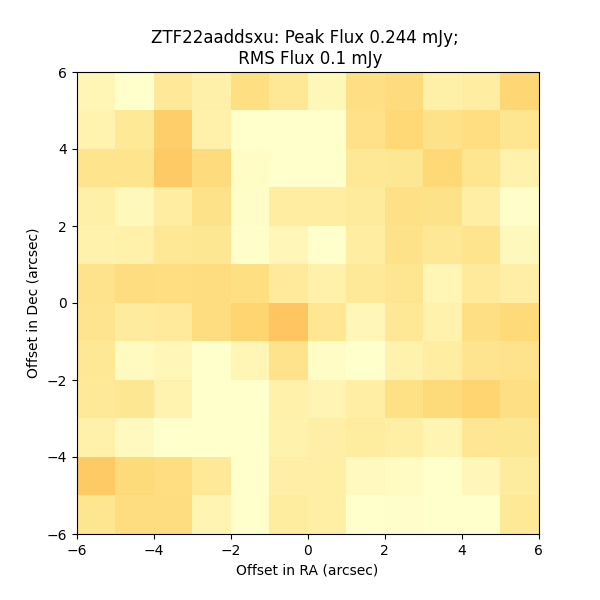 ZTF22aaddsxu: Peak Flux 0.244 mJy;
RMS Flux 0.1 mJy
6
4
2
0
−2
−4
−6
Offset in Dec (arcsec)
−6 −4 −2 0 2 4 6
Offset in RA (arcsec)